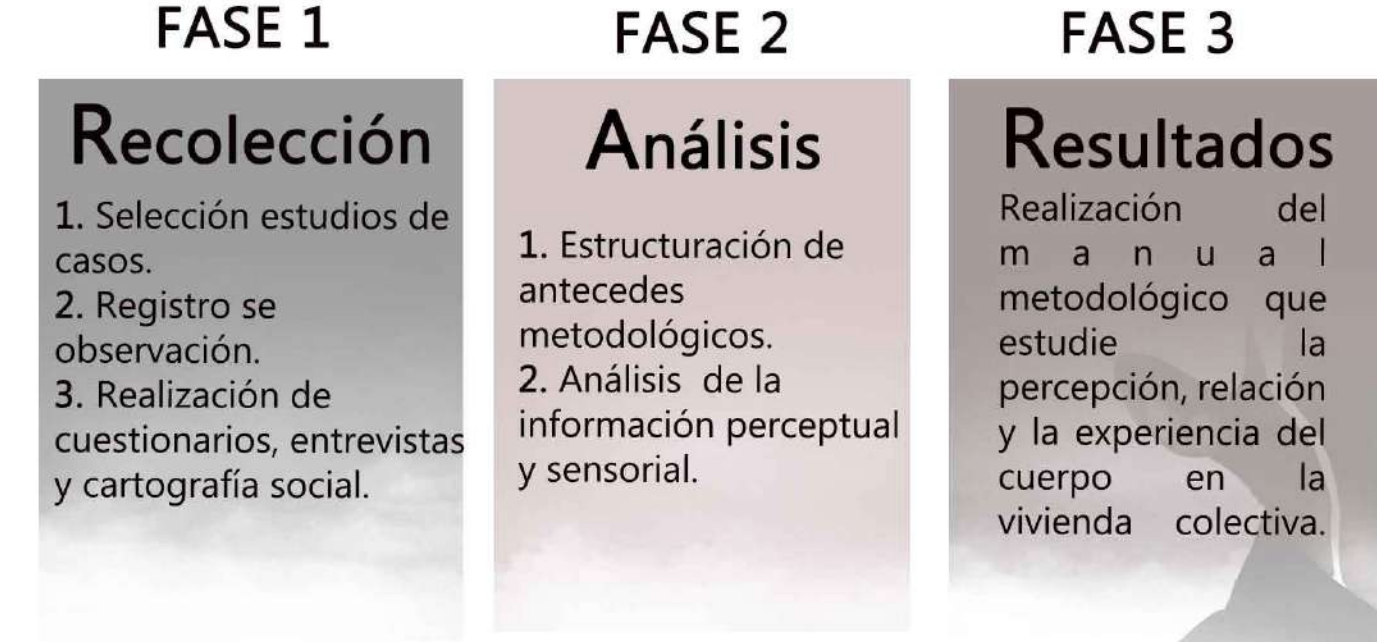 FASE 1
Recolección
1. Selección estudios de
casos.
2. Registro se
observación.
3. Realización de
cuestionarios, entrevistas
y cartografía social.
FASE 2
Análisis
1. Estructuración de
antecedes
metodológicos.
2. Análisis de la
información perceptual
y sensorial.
FASE 3
Resultados
Realización del
m a n u a l
metodológico que
estudie la
percepción, relación
y la experiencia del
cuerpo en la
vivienda colectiva.